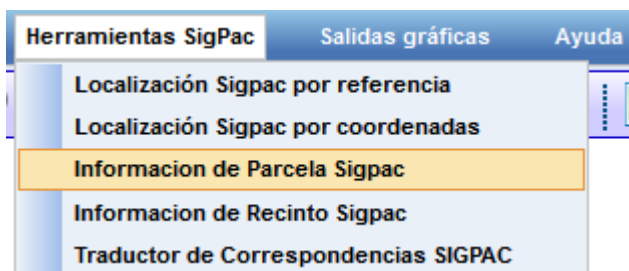 Herramientas SigPac Salidas gráficas Ayuda
Localización Sigpac por referencia
Localización Sigpac por coordenadas
Informacion de Parcela Sigpac
Informacion de Recinto Sigpac
Traductor de Correspondencias SIGPAC